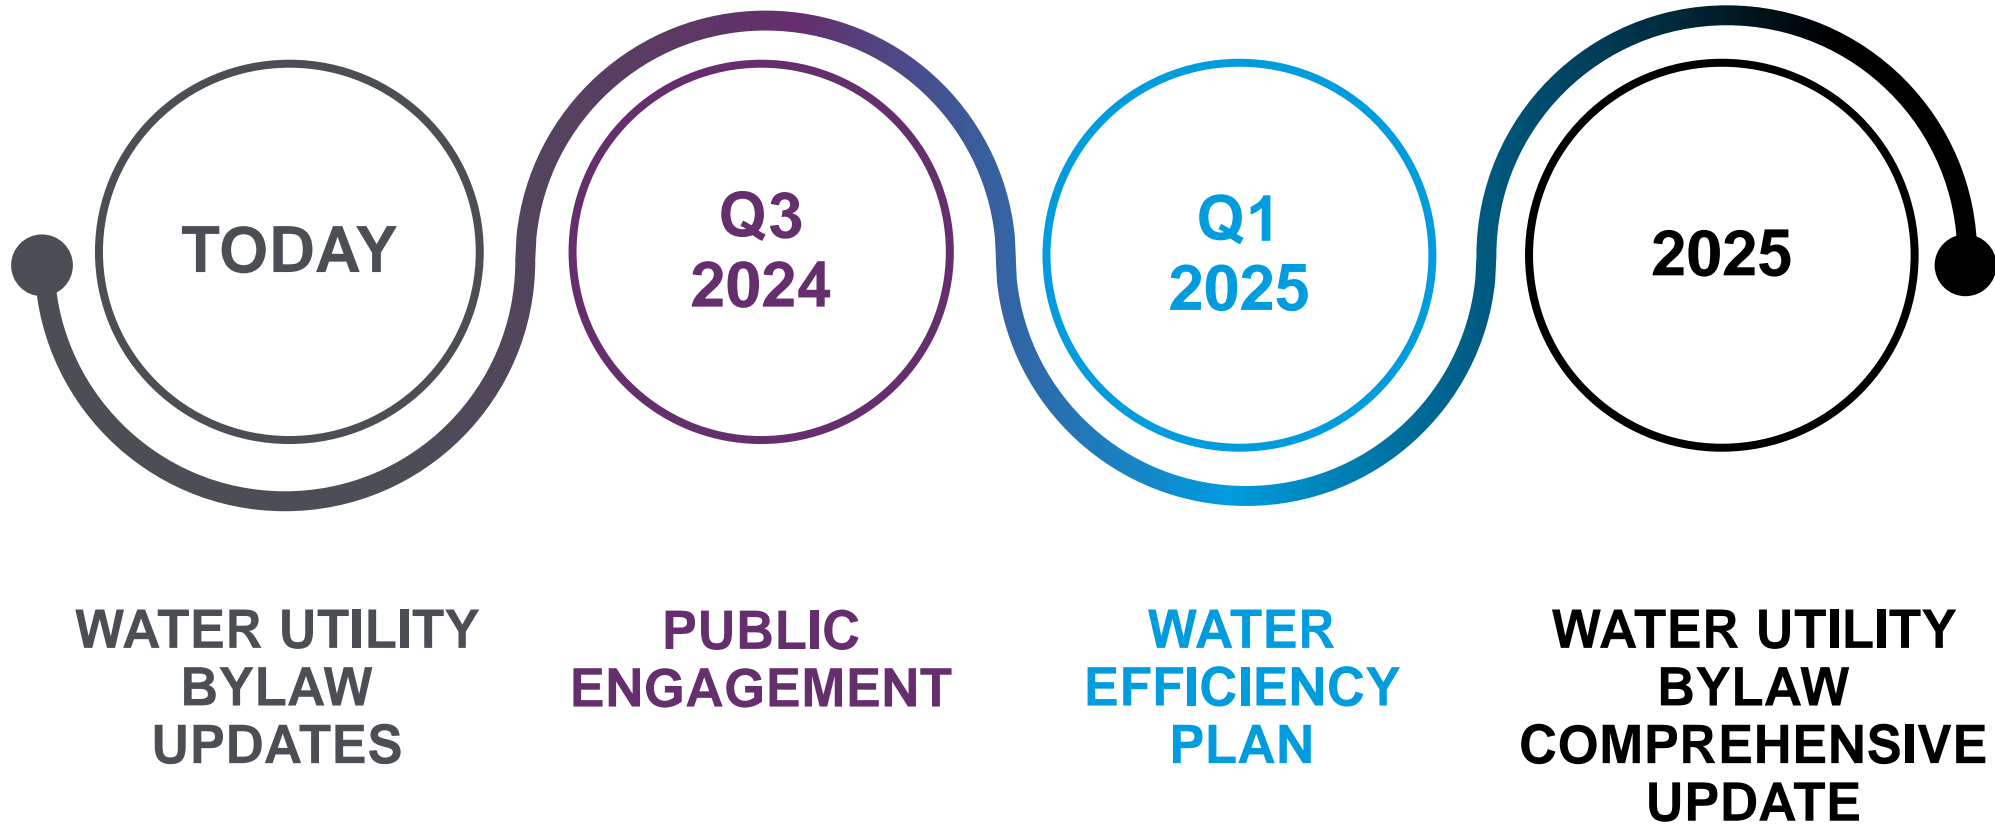 TODAY
Q3
2024
Q1
2025
2025
WATER UTILITY
BYLAW
UPDATES
PUBLIC
ENGAGEMENT
WATER
EFFICIENCY
PLAN
WATER UTILITY
BYLAW
COMPREHENSIVE
UPDATE